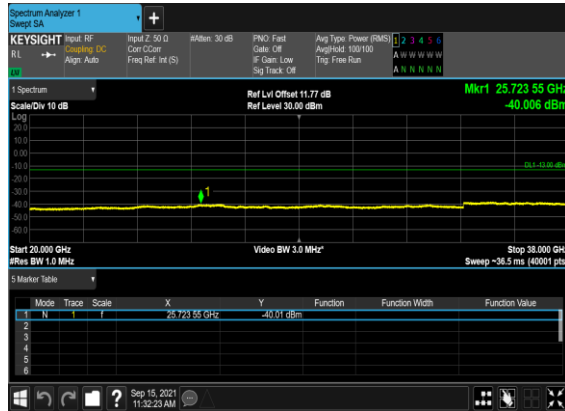 Spectrum Analyzer 1
Swept SA
KEYSIGHT Input: RF Input Z: 50 Ω #Atten: 30 dB PNO: Fast Avg Type: Power (RMS) 1 2 3 4 5 6
RL Coupling: DC Corr CCorr Gate: Off Avg|Hold: 100/100 A W W W W W
Align: Auto Freq Ref: Int (S) IF Gain: Low Trig: Free Run
LW Sig Track: Off A N N N N N
1 Spectrum Mkr1 25.723 55 GHz
Scale/Div 10 dB Ref Lvl Offset 11.77 dB -40.006 dBm
Log Ref Level 30.00 dBm
20.0
10.0
0.00
-10.0 DL1 -13.00 dBm
-20.0
-30.0
-40.0 1
-50.0
-60.0
Start 20.000 GHz Video BW 3.0 MHz* Stop 38.000 GHz
#Res BW 1.0 MHz Sweep ~36.5 ms (40001 pts
5 Marker Table
Mode Trace Scale X Y Function Function Width Function Value
1 N 1 f 25.723 55 GHz -40.01 dBm
2
3
4
5
6
? Sep 15, 2021
11:32:23 AM